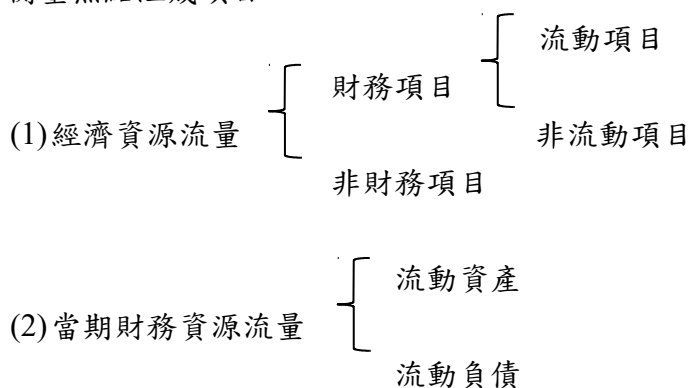 流動項目
財務項目
(1)經濟資源流量
非流動項目
非財務項目
流動資產
(2)當期財務資源流量
流動負債